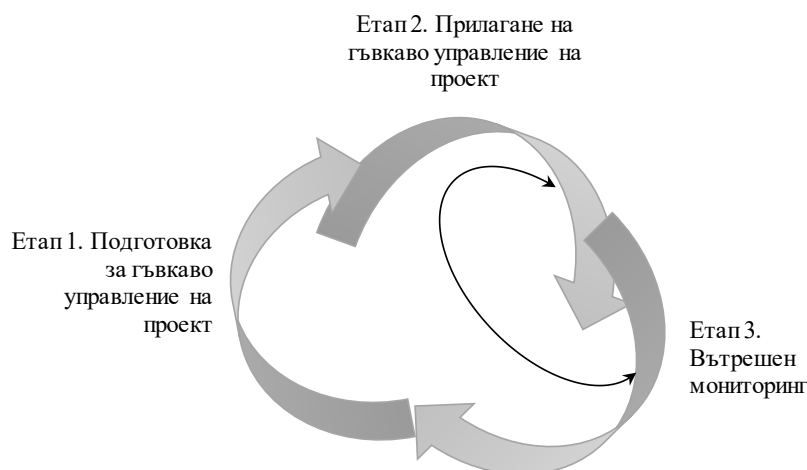 Етап 2. Прилагане на
гъвкаво управление на
проект
Етап 1. Подготовка
за гъвкаво
управление на
проект
Етап 3.
Вътрешен
мониторинг